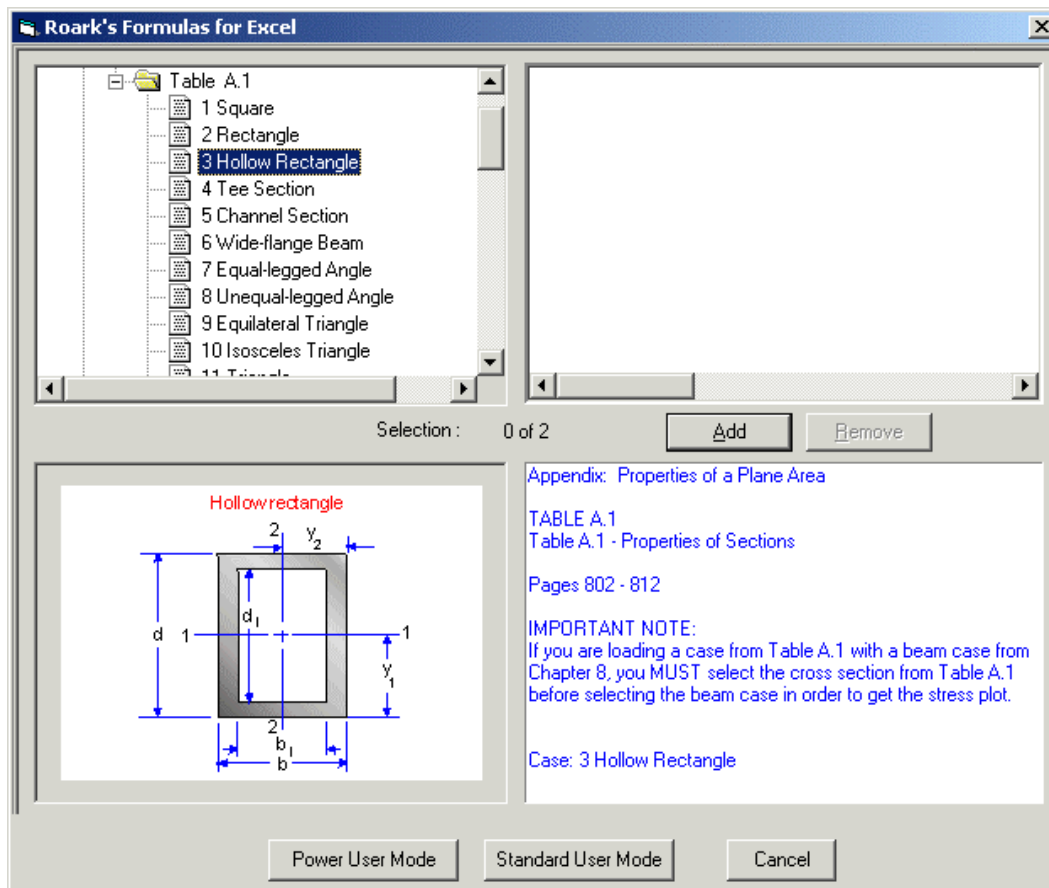 Roark's Formulas for Excel
Table A.1
1 Square
2 Rectangle
3 Hollow Rectangle
4 Tee Section
5 Channel Section
6 Wide-flange Beam
7 Equal-legged Angle
8 Unequal-legged Angle
9 Equilateral Triangle
10 Isosceles Triangle
11 Triangle
Selection : 0 of 2
Add
Remove
Hollow rectangle
2 y2
d 1 d1 1
y1
2
b1
b
Appendix: Properties of a Plane Area
TABLE A.1
Table A.1 - Properties of Sections
Pages 802 - 812
IMPORTANT NOTE:
If you are loading a case from Table A.1 with a beam case from
Chapter 8, you MUST select the cross section from Table A.1
before selecting the beam case in order to get the stress plot.
Case: 3 Hollow Rectangle
Power User Mode
Standard User Mode
Cancel